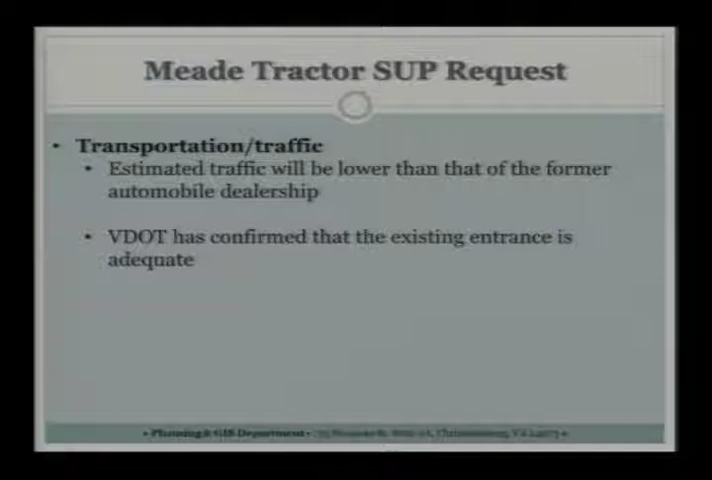 Meade Tractor SUP Request
• Transportation/traffic
• Estimated traffic will be lower than that of the former
automobile dealership
• VDOT has confirmed that the existing entrance is
adequate
• Planning & GIS Department •